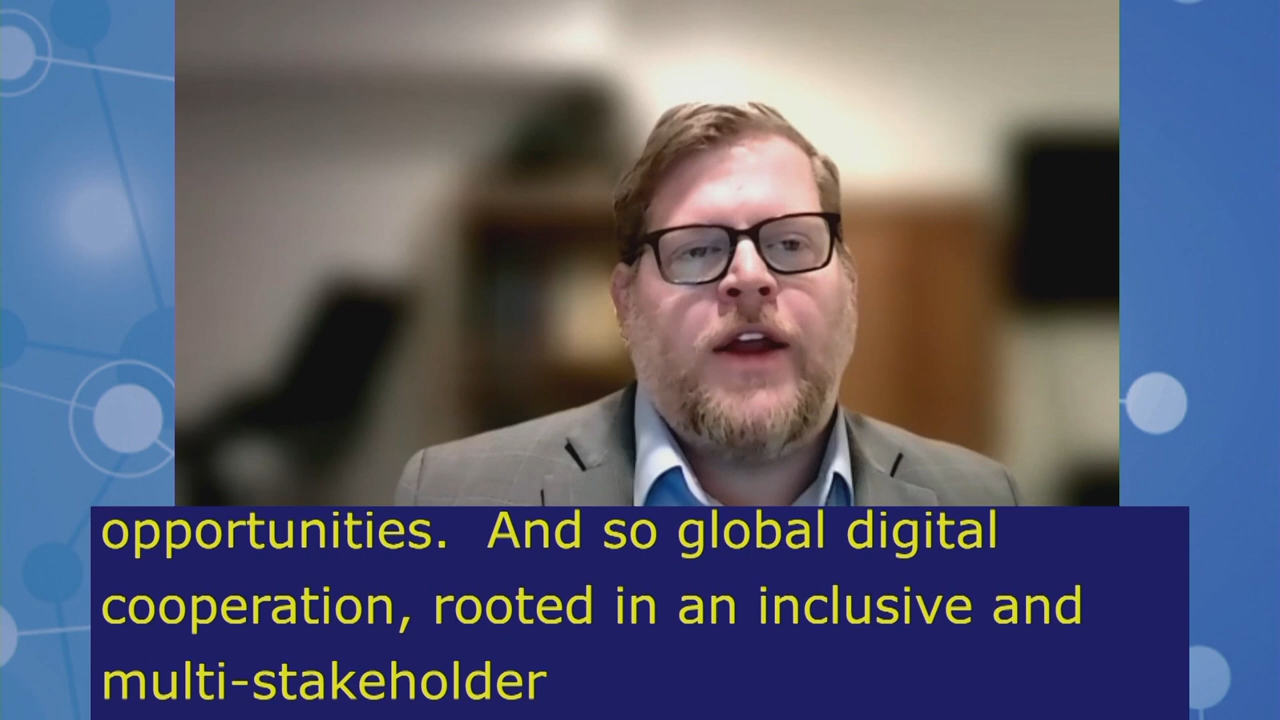 opportunities.  And so global digital
cooperation, rooted in an inclusive and
multi-stakeholder